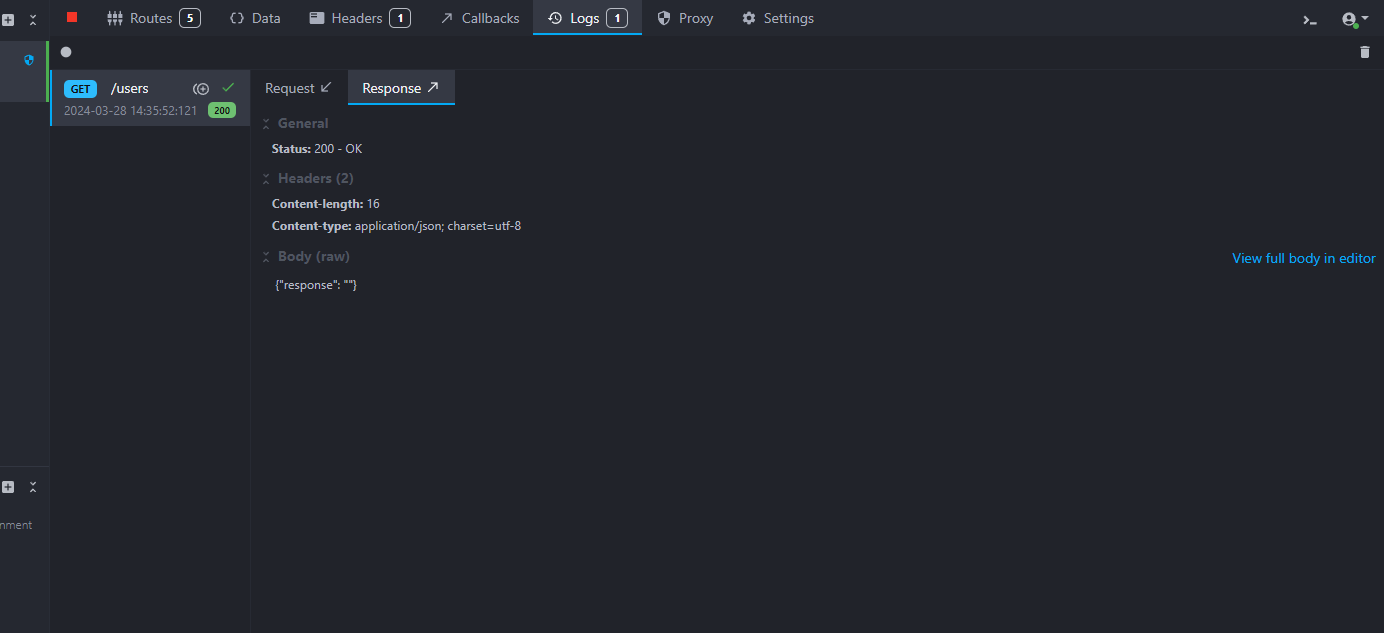 Routes 5 Data Headers 1 Callbacks Logs 1 Proxy Settings
GET /users
2024-03-28 14:35:52:121 200
Request Response
General
Status: 200 - OK
Headers (2)
Content-length: 16
Content-type: application/json; charset=utf-8
Body (raw)
View full body in editor
{"response": ""}
nment